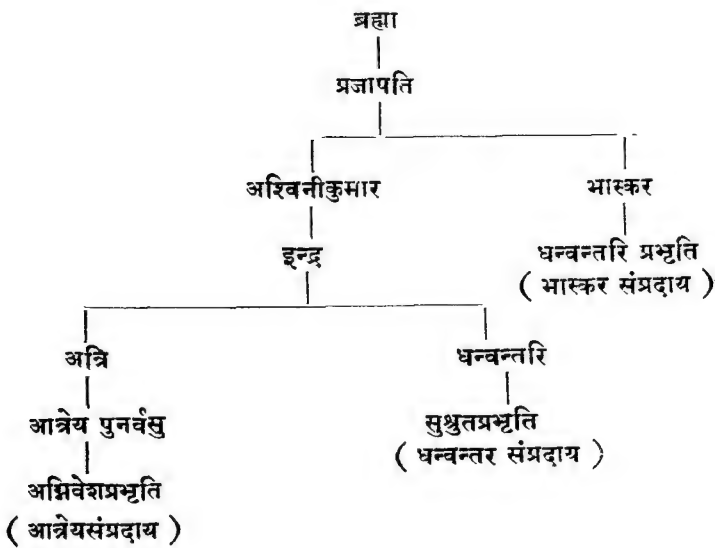 ब्रह्मा
प्रजापति
अश्विनीकुमार
भास्कर
इन्द्र
धन्वन्तरि प्रभृति
( भास्कर संप्रदाय )
अत्रि
धन्वन्तरि
आत्रेय पुनर्वसु
सुश्रुतप्रभृति
( धन्वन्तर संप्रदाय )
अग्निवेशप्रभृति
( आत्रेयसंप्रदाय )